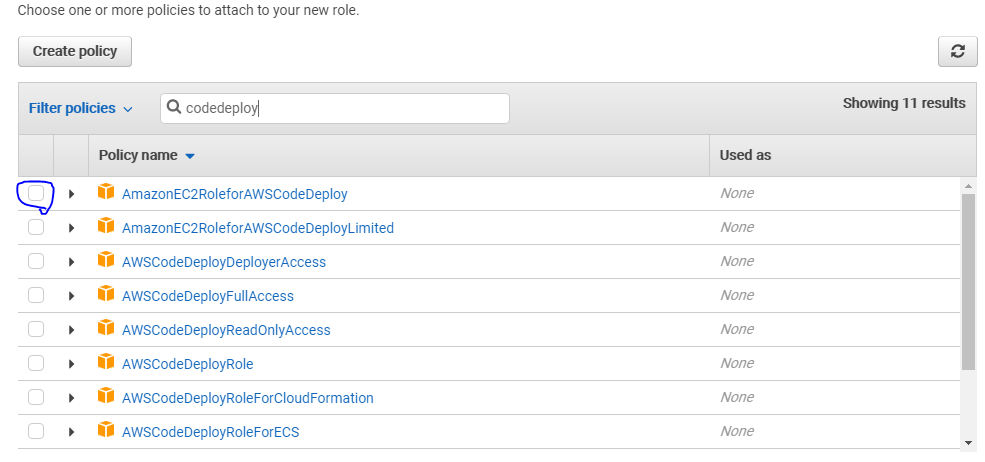 Choose one or more policies to attach to your new role.
Create policy
Filter policies
codedeploy
Showing 11 results
Policy name
Used as
AmazonEC2RoleforAWSCodeDeploy None
AmazonEC2RoleforAWSCodeDeployLimited None
AWSCodeDeployDeployerAccess None
AWSCodeDeployFullAccess None
AWSCodeDeployReadOnlyAccess None
AWSCodeDeployRole None
AWSCodeDeployRoleForCloudFormation None
AWSCodeDeployRoleForECS None